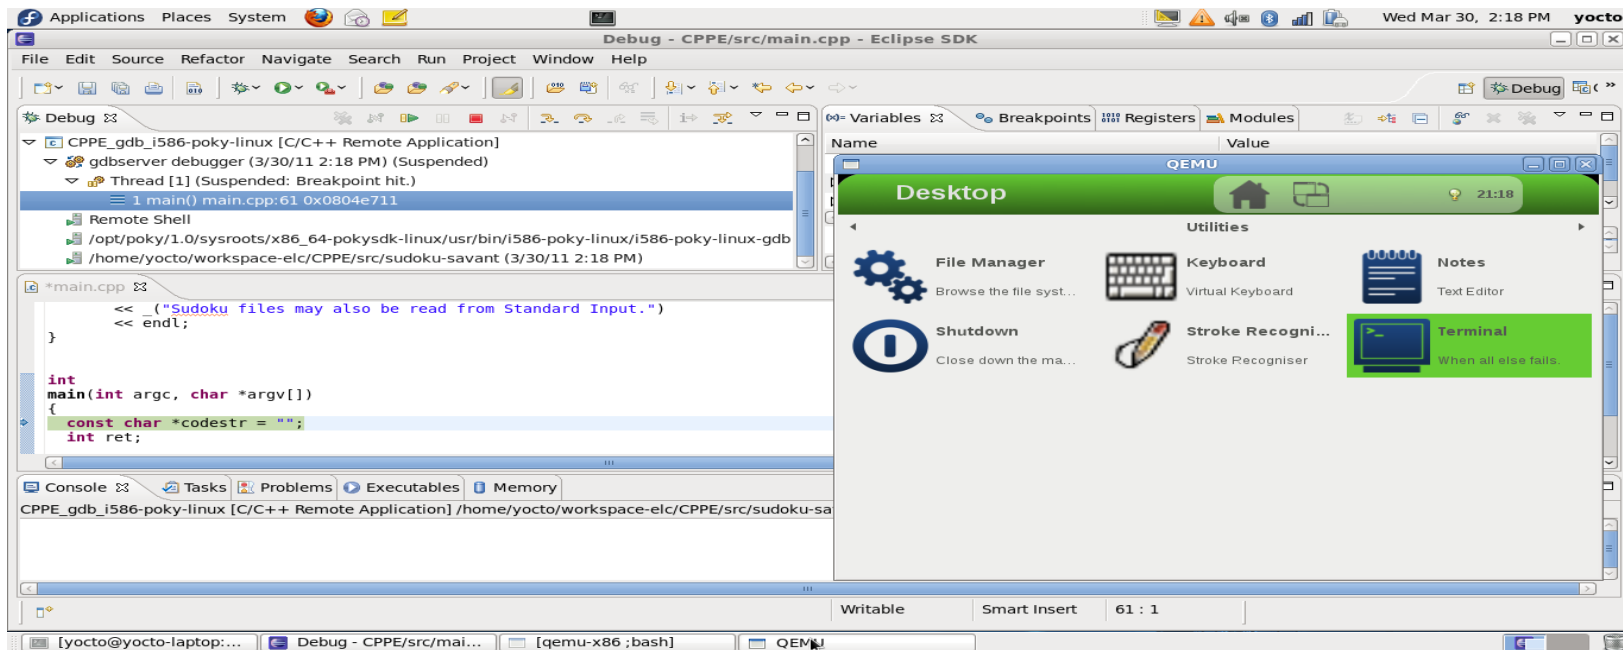 Applications Places System Wed Mar 30, 2:18 PM yocto
Debug - CPPE/src/main.cpp - Eclipse SDK
File Edit Source Refactor Navigate Search Run Project Window Help
Debug
Debug
CPPE_gdb_i586-poky-linux [C/C++ Remote Application]
gdbserver debugger (3/30/11 2:18 PM) (Suspended)
Thread [1] (Suspended: Breakpoint hit.)
1 main() main.cpp:61 0x0804e711
Remote Shell
/opt/poky/1.0/sysroots/x86_64-pokysdk-linux/usr/bin/i586-poky-linux/i586-poky-linux-gdb
/home/yocto/workspace-elc/CPPE/src/sudoku-savant (3/30/11 2:18 PM)
(x)= Variables Breakpoints Registers Modules
Name Value
QEMU
Desktop 21:18
Utilities
File Manager
Browse the file syst...
Keyboard
Virtual Keyboard
Notes
Text Editor
Shutdown
Close down the ma...
Stroke Recogni...
Stroke Recogniser
Terminal
When all else fails.
*main.cpp
<< _("Sudoku files may also be read from Standard Input.")
<< endl;
}
int
main(int argc, char *argv[])
{
const char *codestr = "";
int ret;
Console Tasks Problems Executables Memory
CPPE_gdb_i586-poky-linux [C/C++ Remote Application] /home/yocto/workspace-elc/CPPE/src/sudoku-sa
Writable Smart Insert 61 : 1
[yocto@yocto-laptop:... Debug - CPPE/src/mai... [qemu-x86 ;bash] QEMU